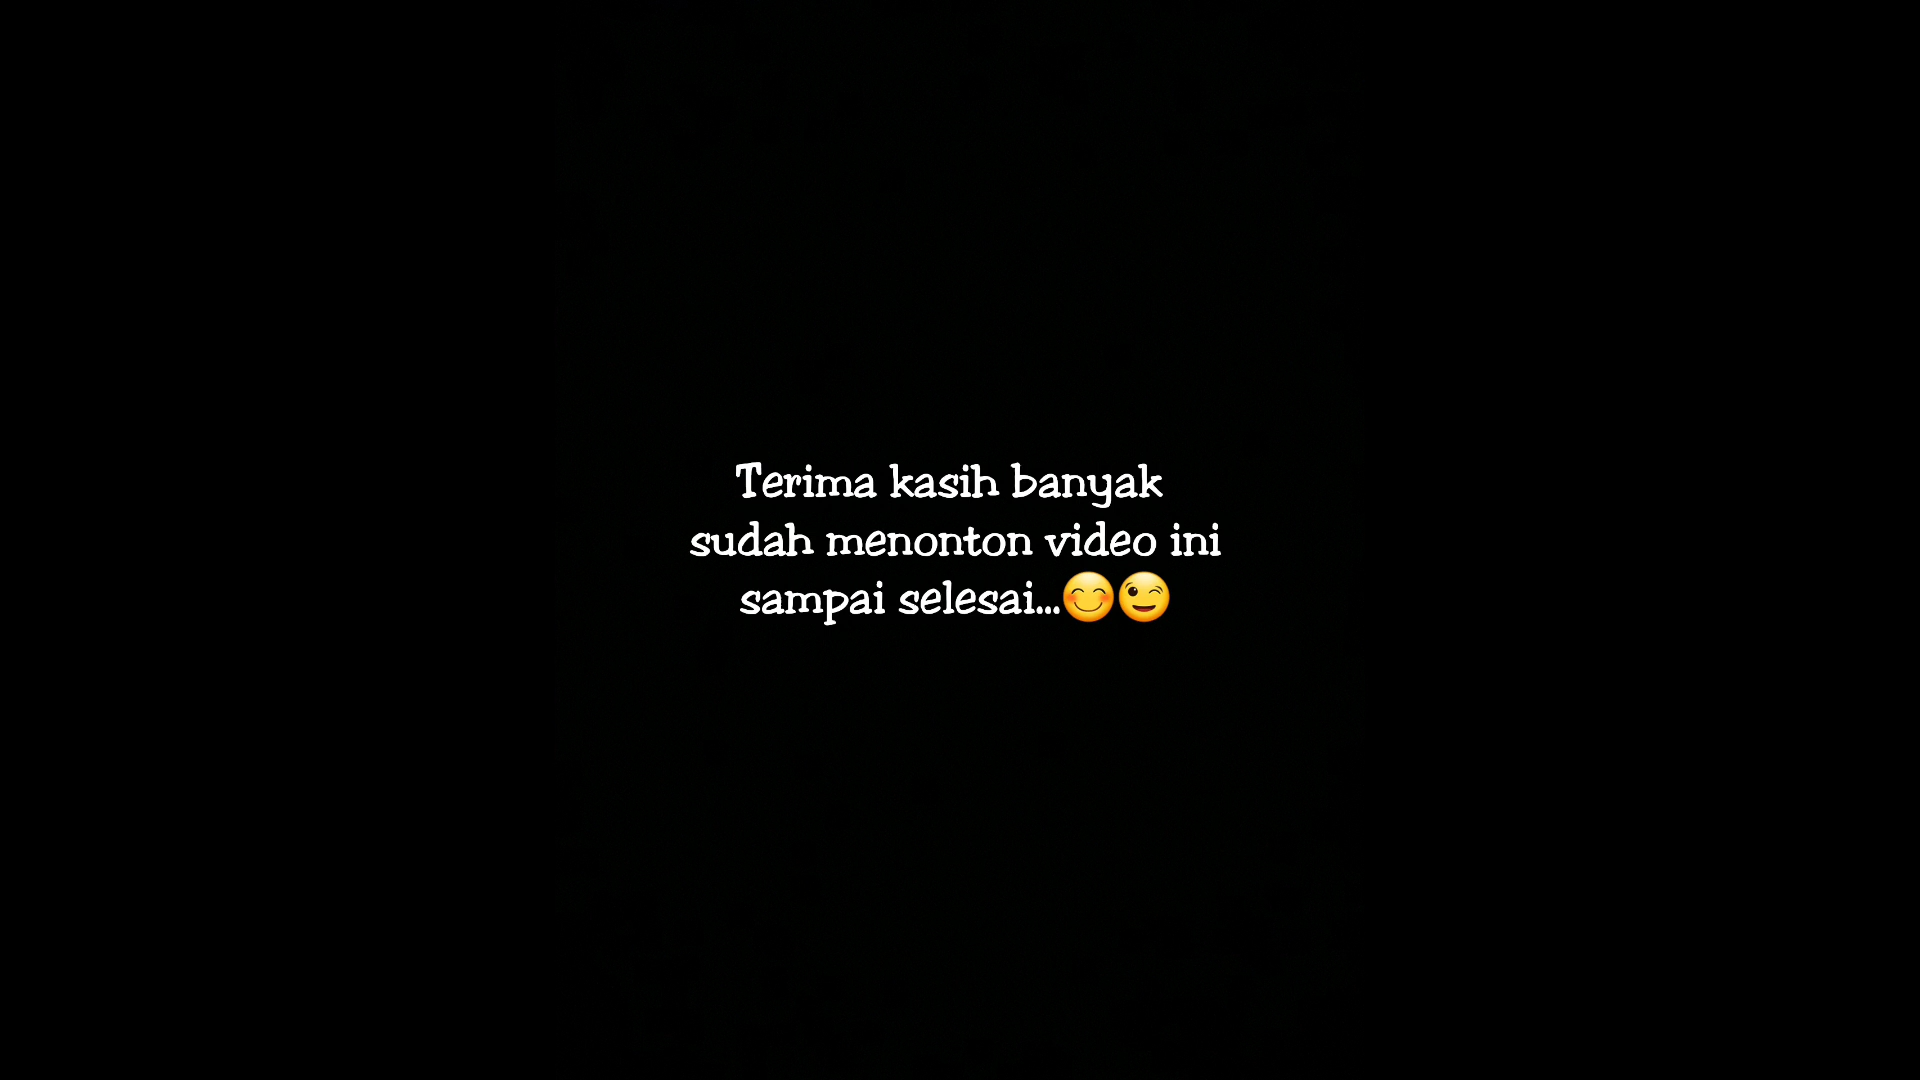 Terima kasih banyak
sudah menonton video ini
sampai selesai...😊😉